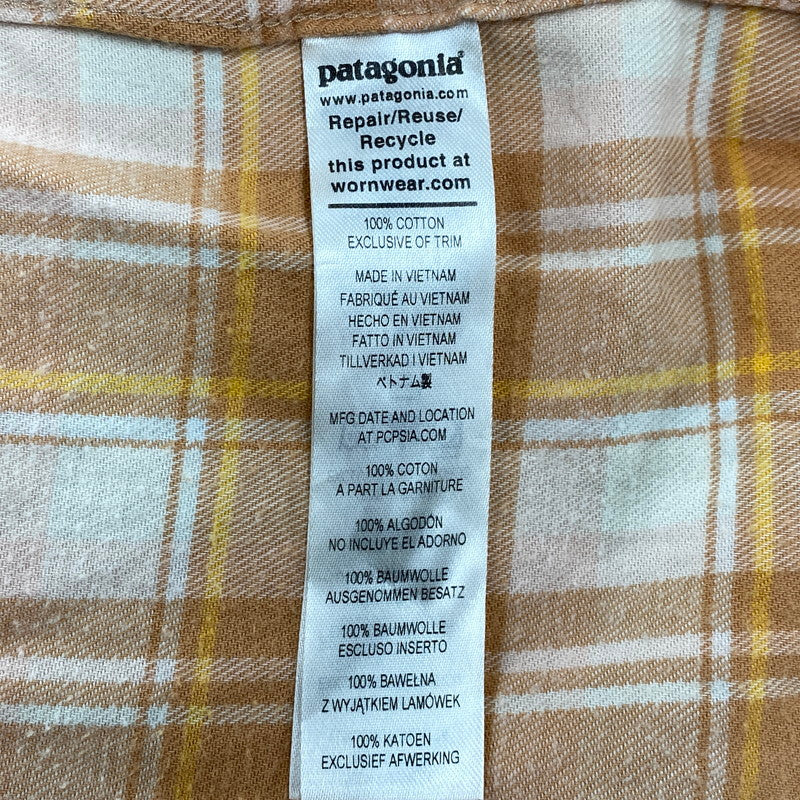 patagonia®
www.patagonia.com
Repair/Reuse/
Recycle
this product at
wornwear.com
100% COTTON
EXCLUSIVE OF TRIM
MADE IN VIETNAM
FABRIQUÉ AU VIETNAM
HECHO EN VIETNAM
FATTO IN VIETNAM
TILLVERKAD I VIETNAM
ベトナム製
MFG DATE AND LOCATION
AT PCPSIA.COM
100% COTON
A PART LA GARNITURE
100% ALGODÓN
NO INCLUYE EL ADORNO
100% BAUMWOLLE
AUSGENOMMEN BESATZ
100% BAUMWOLLE
ESCLUSO INSERTO
100% BAWEŁNA
Z WYJĄTKIEM LAMÓWEK
100% KATOEN
EXCLUSIEF AFWERKING